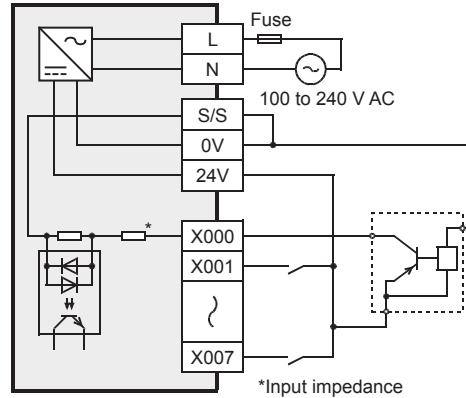 L
Fuse
N
100 to 240 V AC
S/S
0V
24V
*
X000
X001
X007
*Input impedance